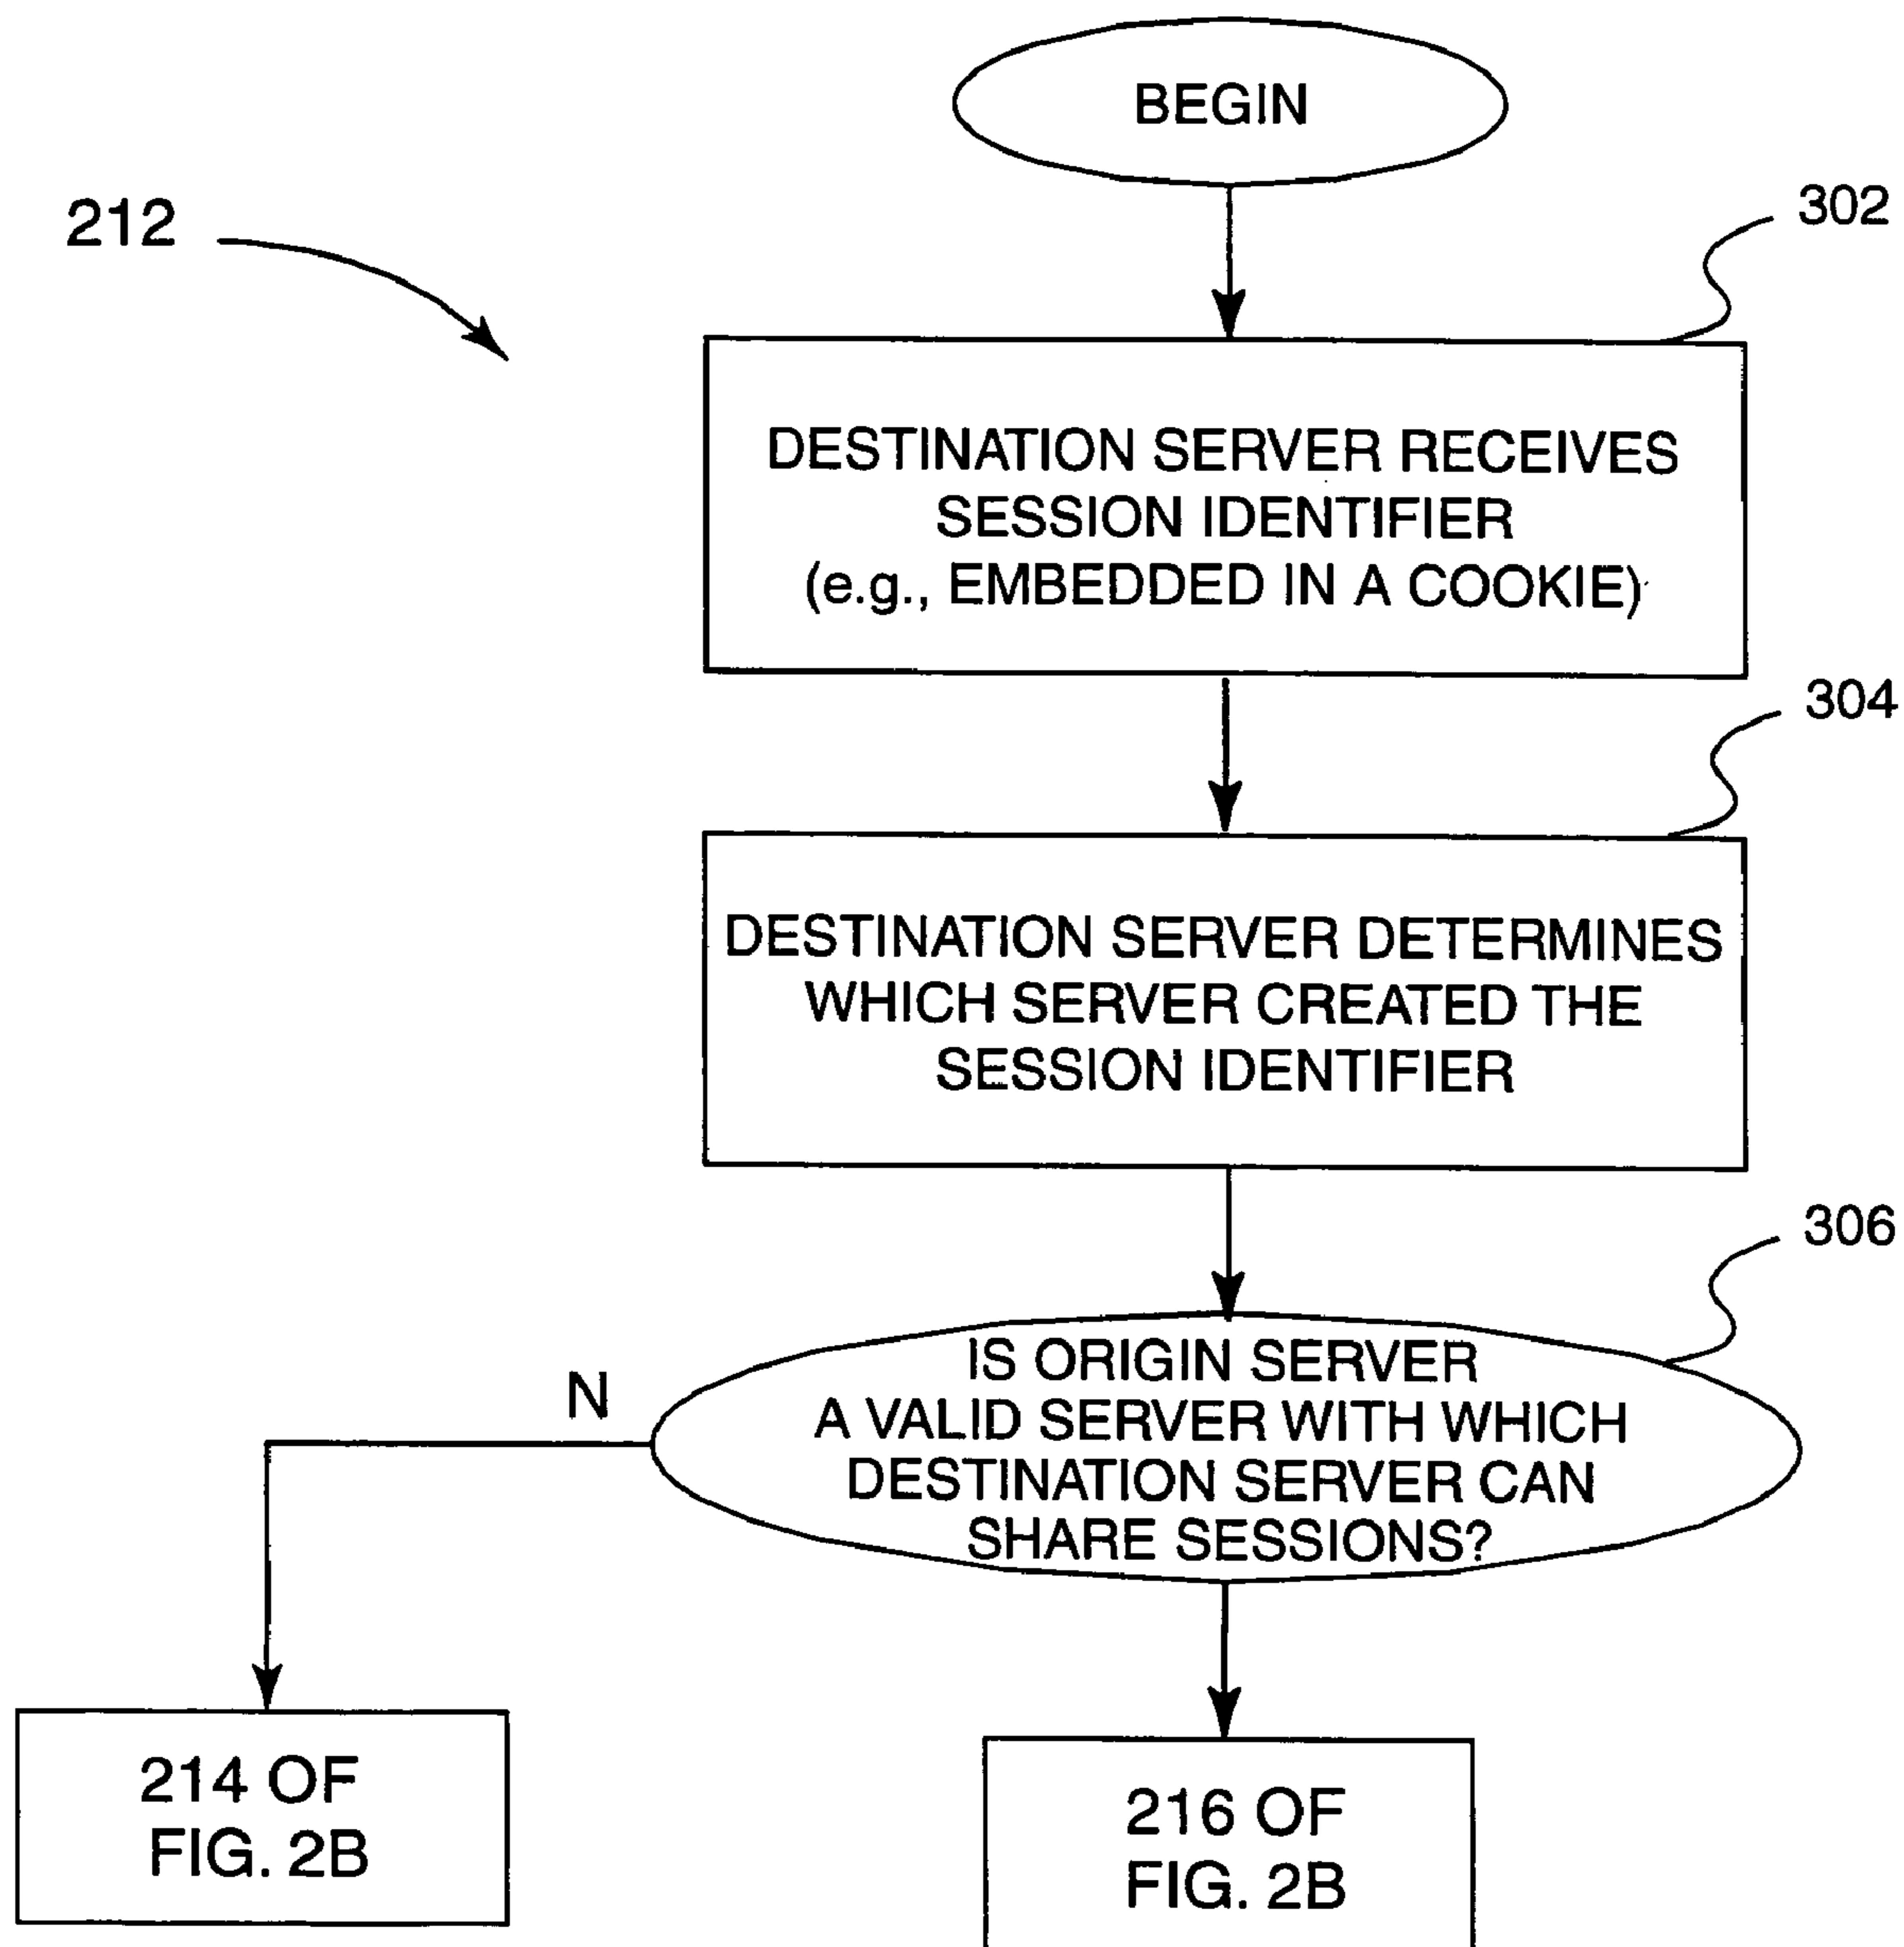 BEGIN
212
302
DESTINATION SERVER RECEIVES
SESSION IDENTIFIER
(e.g., EMBEDDED IN A COOKIE)
304
DESTINATION SERVER DETERMINES
WHICH SERVER CREATED THE
SESSION IDENTIFIER
306
IS ORIGIN SERVER
A VALID SERVER WITH WHICH
DESTINATION SERVER CAN
SHARE SESSIONS?
N
214 OF
FIG. 2B
216 OF
FIG. 2B